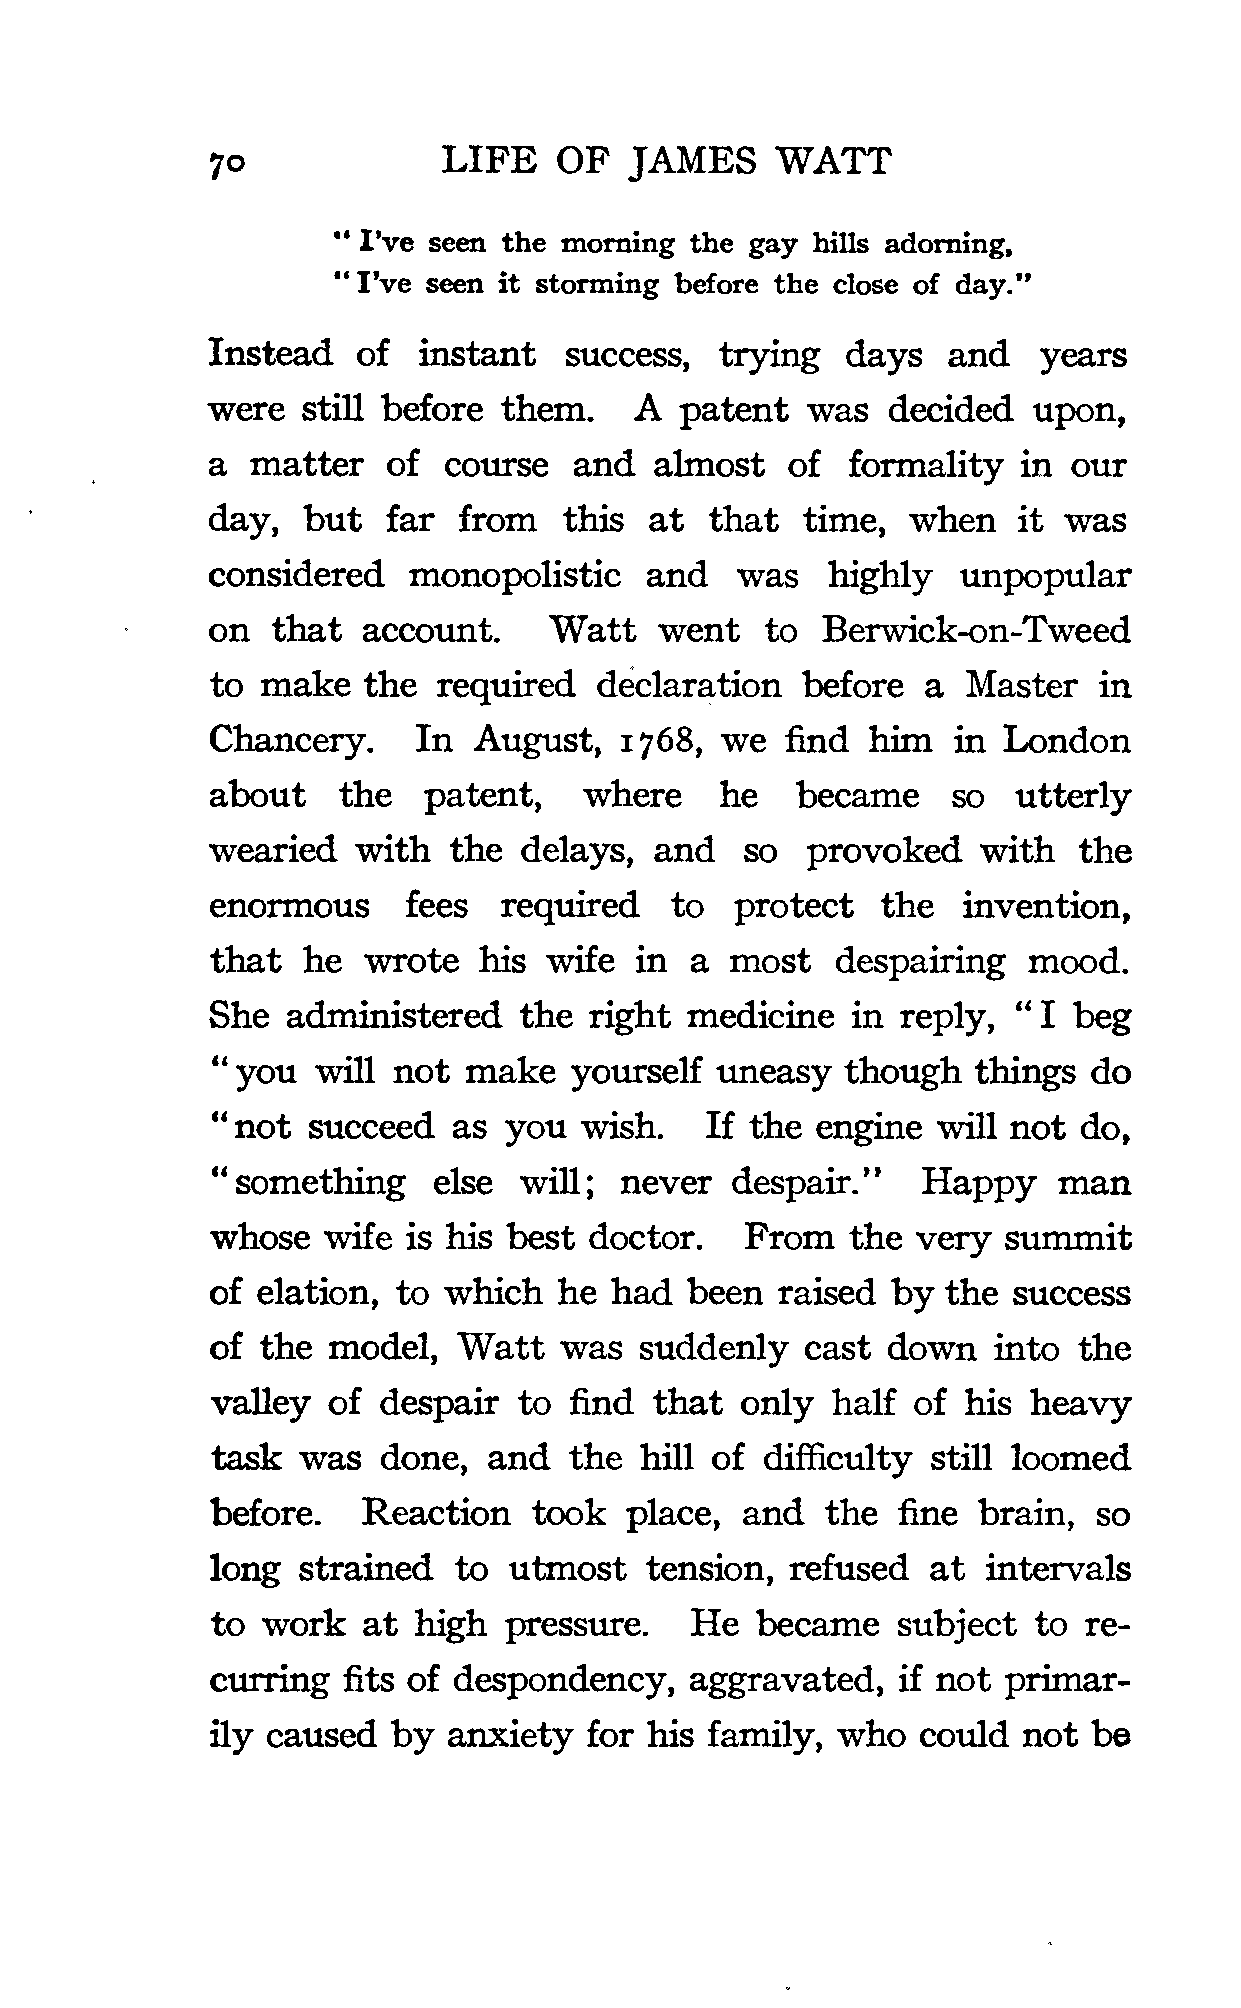 70 LIFE OF JAMES WATT
" I've seen the morning the gay hills adorning,
" I've seen it storming before the close of day."
Instead of instant success, trying days and years
were still before them. A patent was decided upon,
a matter of course and almost of formality in our
day, but far from this at that time, when it was
considered monopolistic and was highly unpopular
on that account. Watt went to Berwick-on-Tweed
to make the required declaration before a Master in
Chancery. In August, 1768, we find him in London
about the patent, where he became so utterly
wearied with the delays, and so provoked with the
enormous fees required to protect the invention,
that he wrote his wife in a most despairing mood.
She administered the right medicine in reply, " I beg
" you will not make yourself uneasy though things do
" not succeed as you wish. If the engine will not do,
" something else will; never despair." Happy man
whose wife is his best doctor. From the very summit
of elation, to which he had been raised by the success
of the model, Watt was suddenly cast down into the
valley of despair to find that only half of his heavy
task was done, and the hill of difficulty still loomed
before. Reaction took place, and the fine brain, so
long strained to utmost tension, refused at intervals
to work at high pressure. He became subject to re-
curring fits of despondency, aggravated, if not primar-
ily caused by anxiety for his family, who could not be